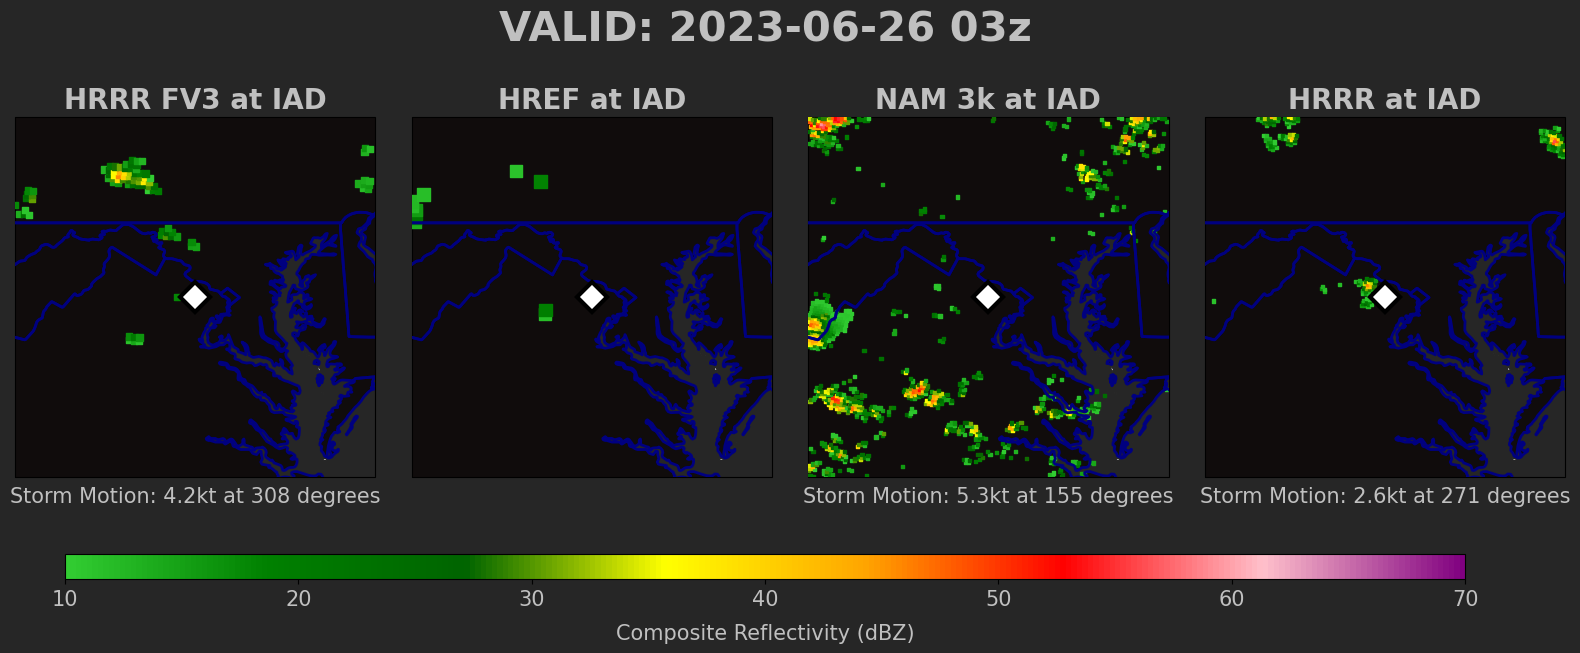 VALID: 2023-06-26 03z
HRRR FV3 at IAD
HREF at IAD
NAM 3k at IAD
HRRR at IAD
Storm Motion: 4.2kt at 308 degrees
Storm Motion: 5.3kt at 155 degrees
Storm Motion: 2.6kt at 271 degrees
10 20 30 40 50 60 70
Composite Reflectivity (dBZ)